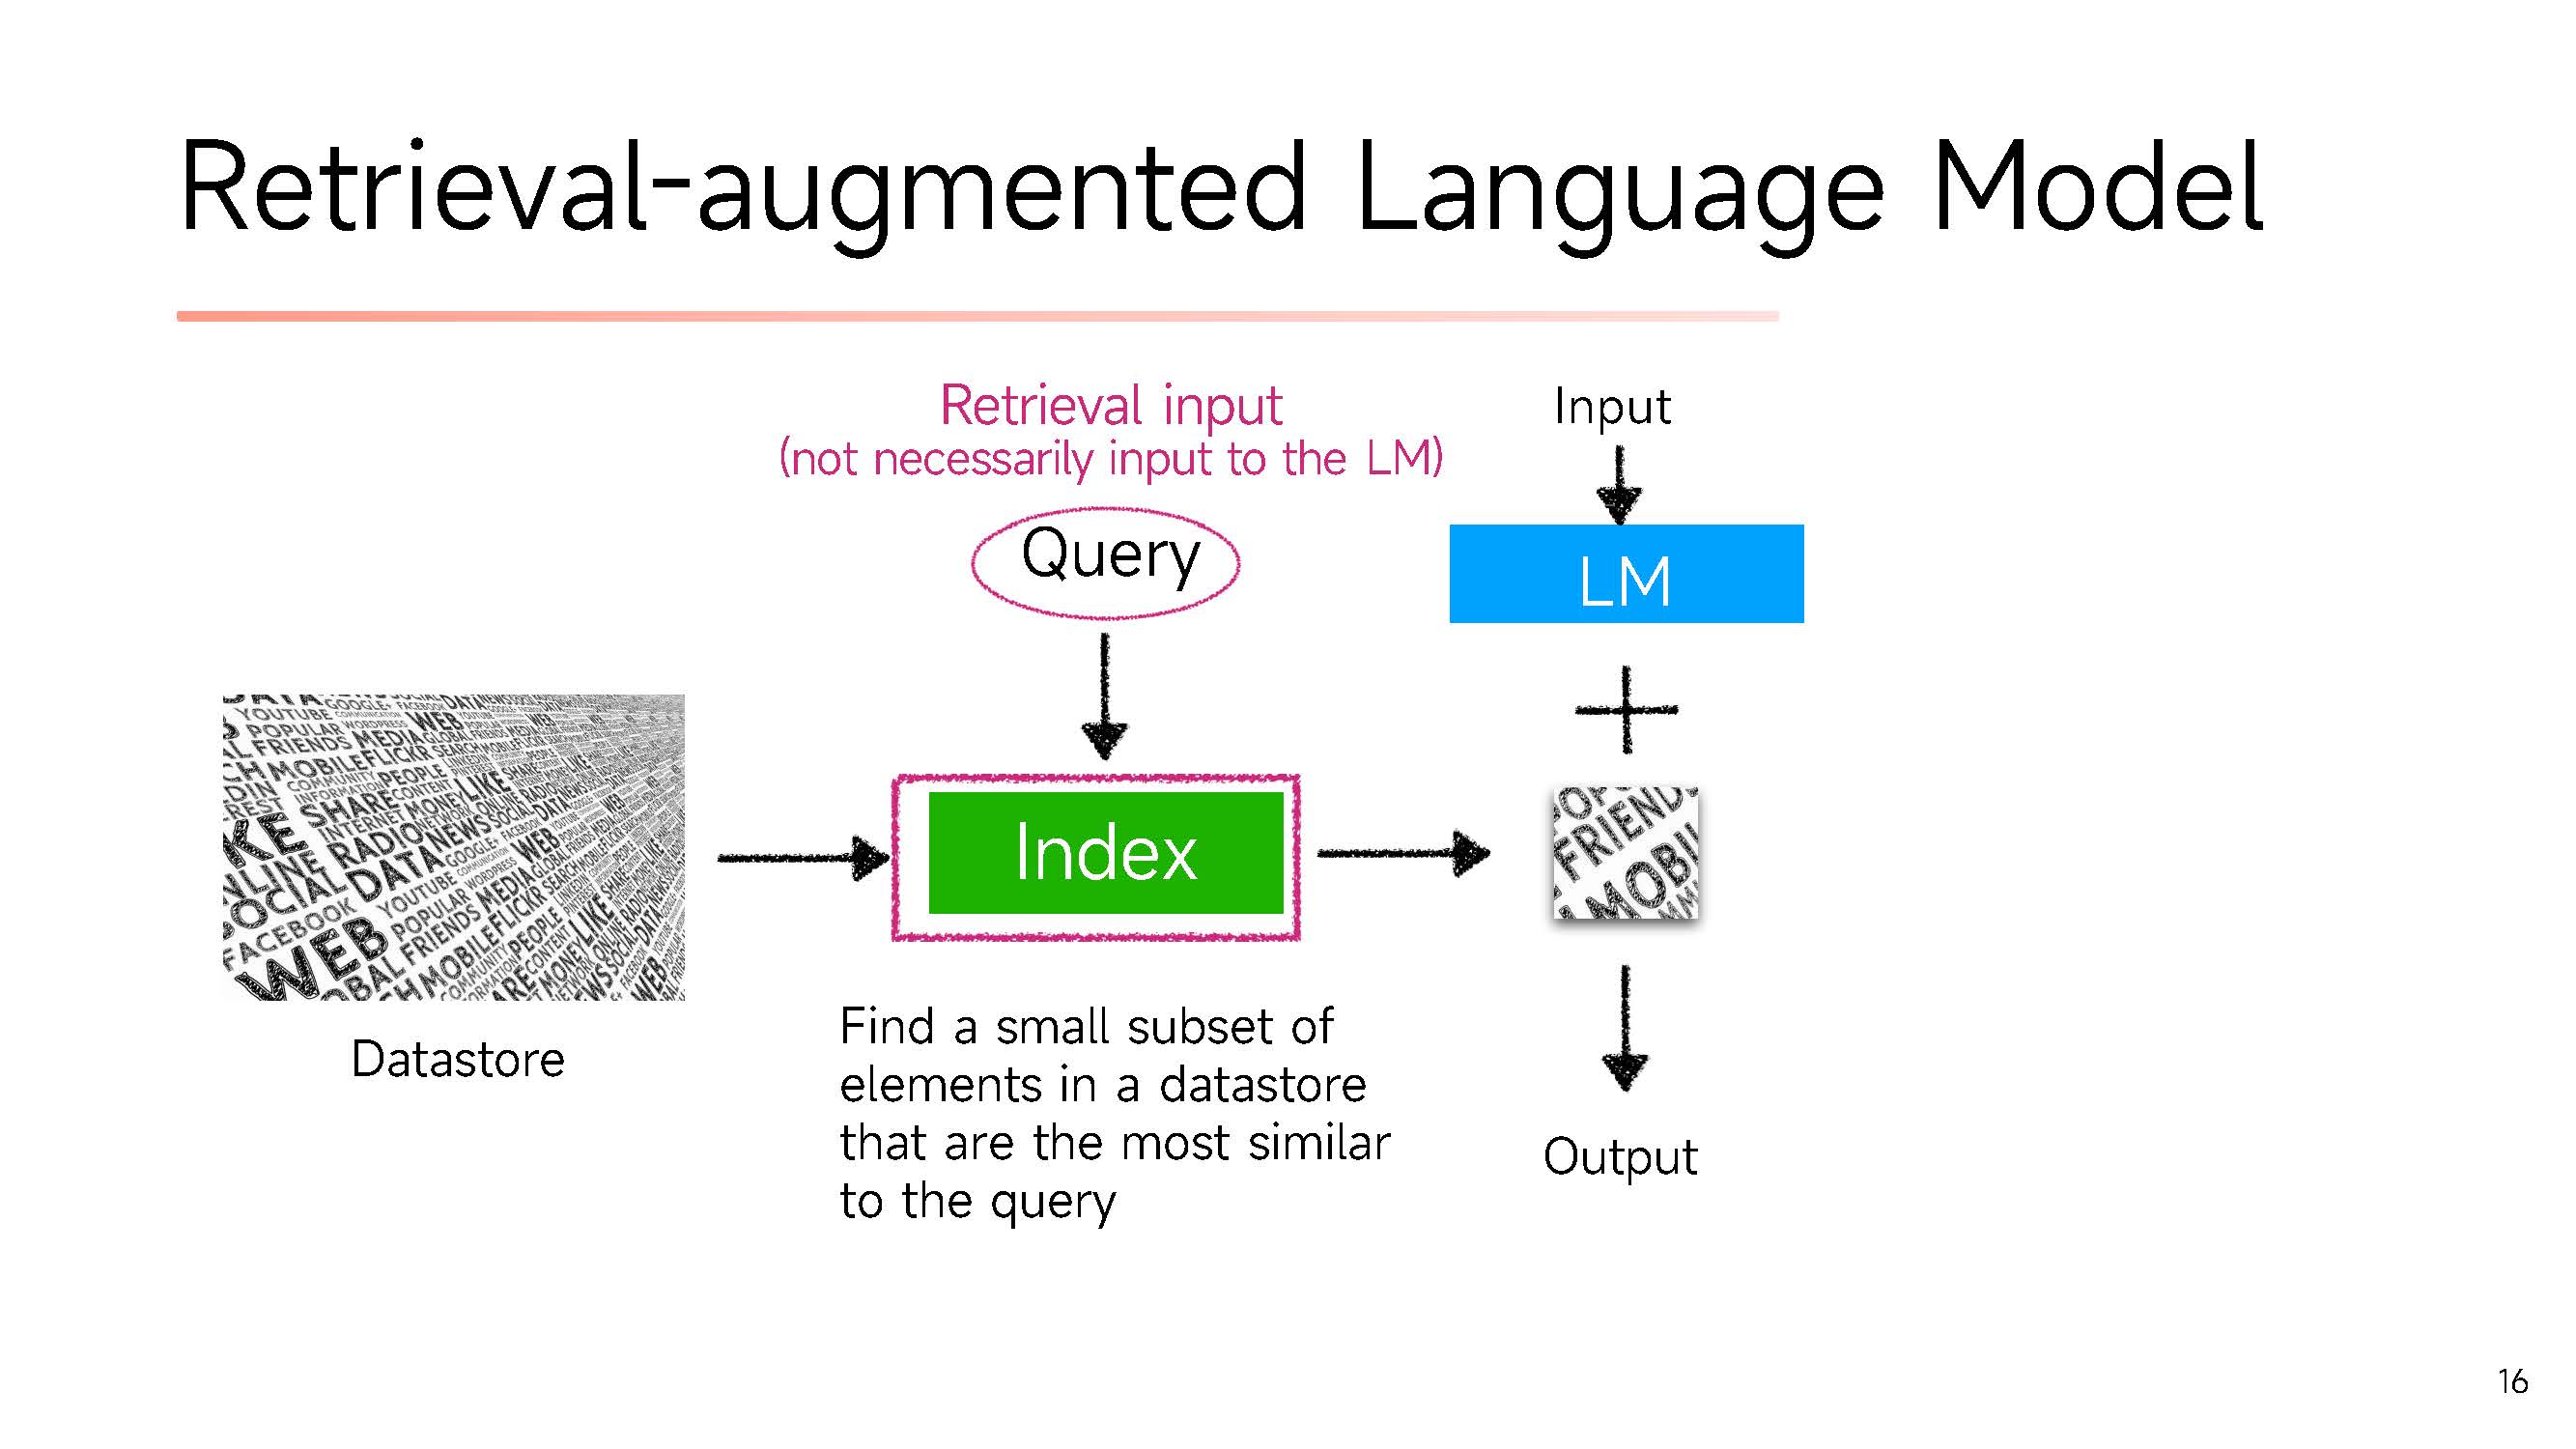 Retrieval-augmented Language Model
Retrieval input
(not necessarily input to the LM)
Query
Input
LM
Index
Datastore
Find a small subset of
elements in a datastore
that are the most similar
to the query
Output
16